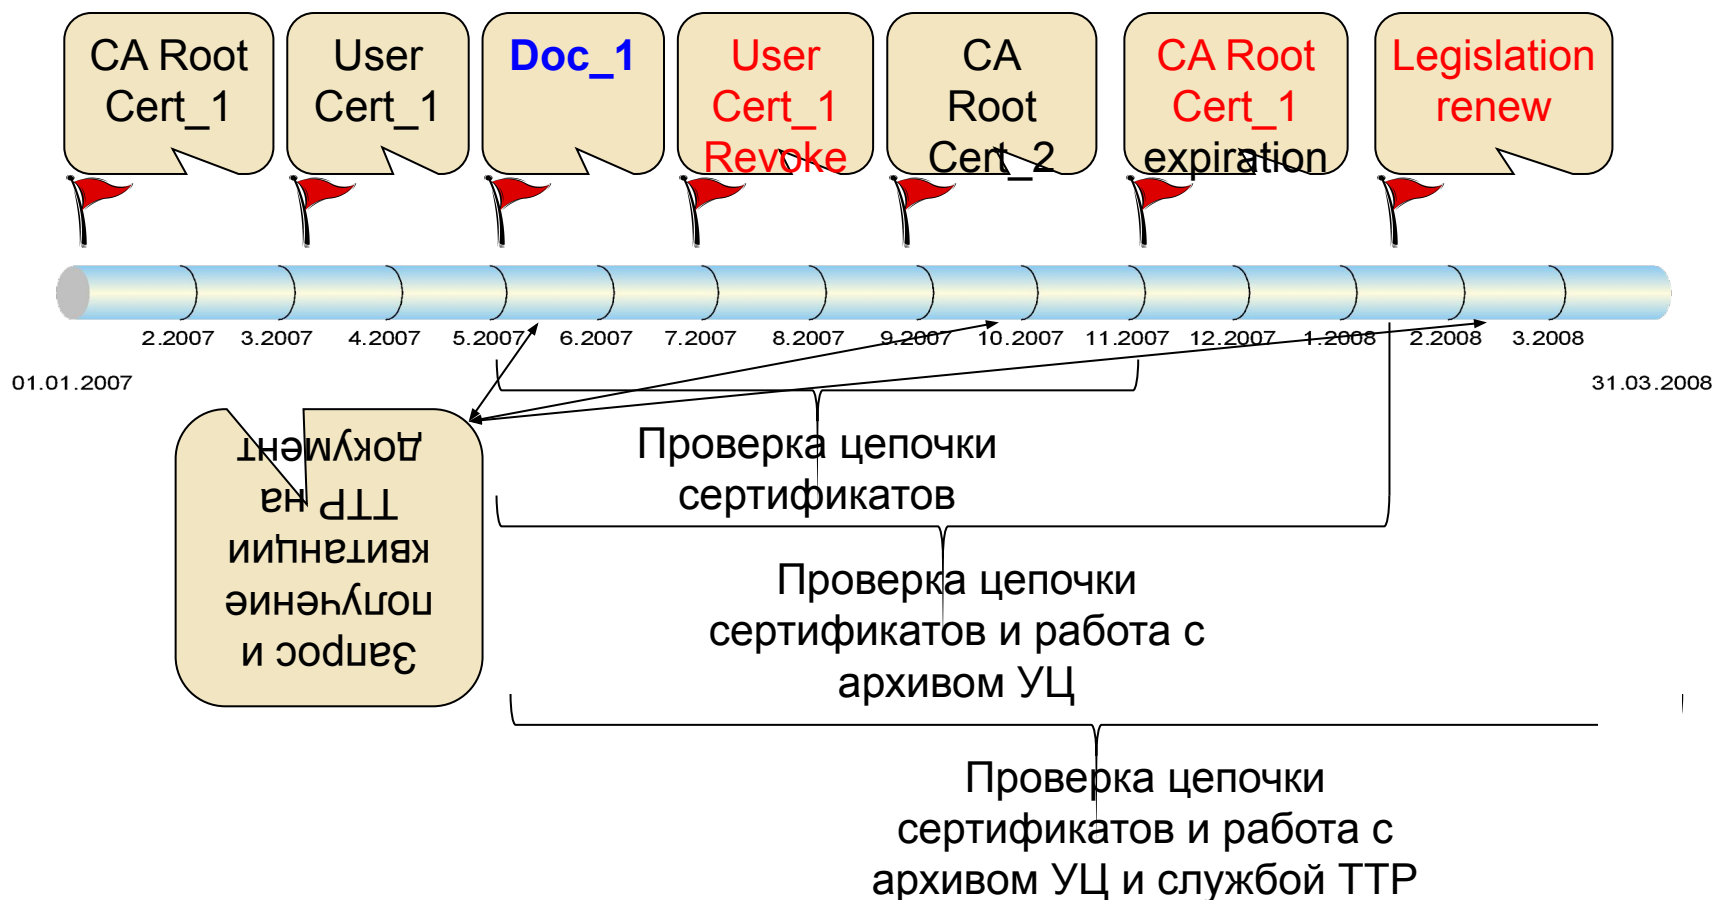 CA Root
Cert_1
User
Cert_1
Doc_1
User
Cert_1
Revoke
CA
Root
Cert_2
CA Root
Cert_1
expiration
Legislation
renew
2.2007
3.2007
4.2007
5.2007
6.2007
7.2007
8.2007
9.2007
10.2007
11.2007
12.2007
1.2008
2.2008
3.2008
01.01.2007
31.03.2008
Запрос и
получение
квитанции
ТТР на
документ
Проверка цепочки
сертификатов
Проверка цепочки
сертификатов и работа с
архивом УЦ
Проверка цепочки
сертификатов и работа с
архивом УЦ и службой ТТР